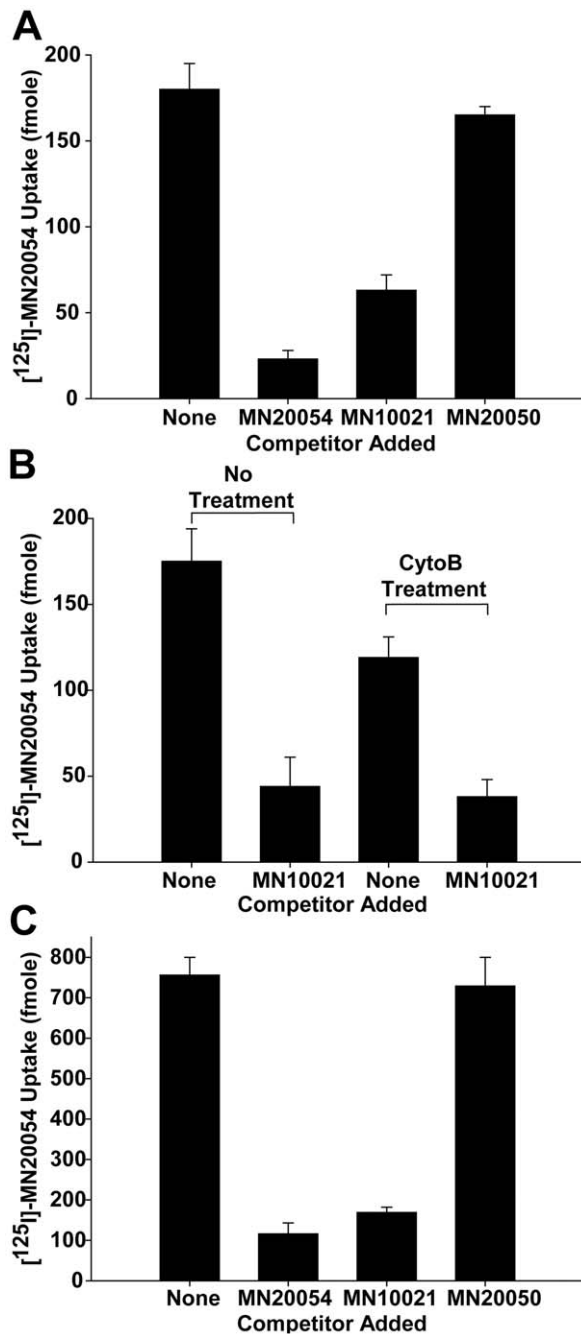 A
[125I]-MN20054 Uptake (fmole)
200
150
100
50
0
None MN20054 MN10021 MN20050
Competitor Added
B
No
Treatment
CytoB
Treatment
[125I]-MN20054 Uptake (fmole)
200
150
100
50
0
None MN10021 None MN10021
Competitor Added
C
[125I]-MN20054 Uptake (fmole)
800
700
600
500
400
300
200
100
0
None MN20054 MN10021 MN20050
Competitor Added